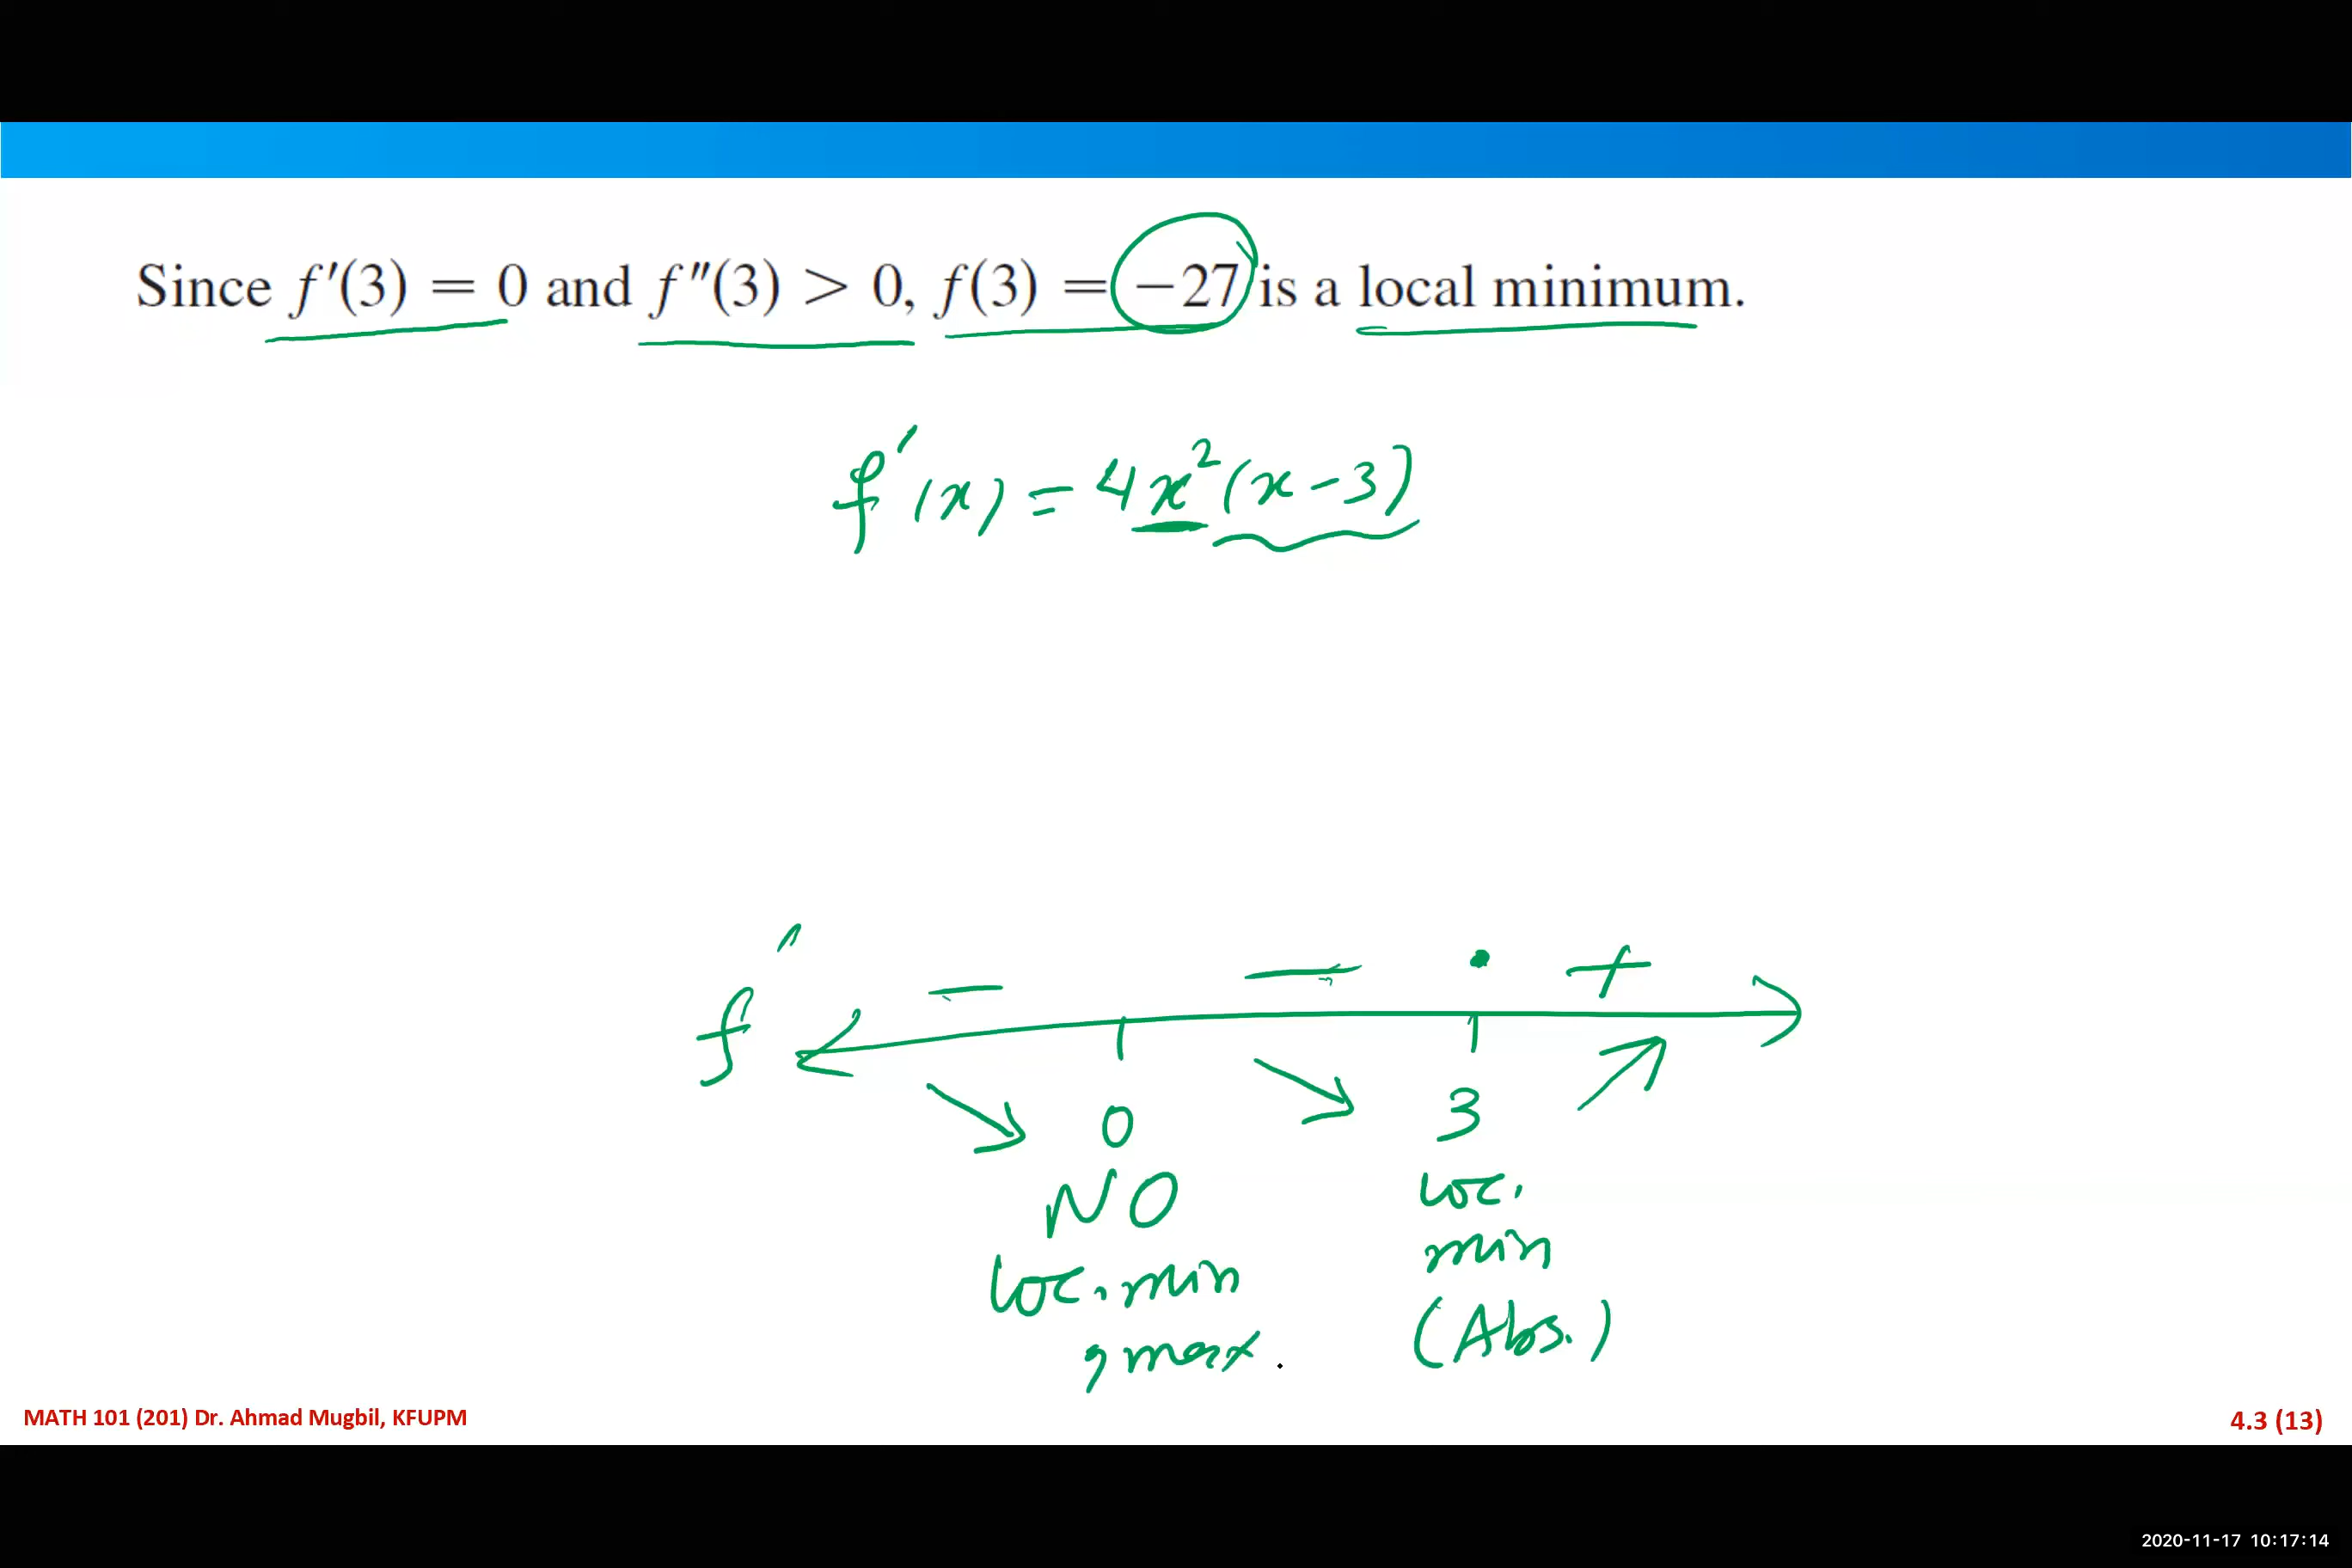 Since f′(3) = 0 and f″(3) > 0, f(3) = −27 is a local minimum.
f′(x) = 4x²(x−3)
f′ − − +
0 3
NO loc.
loc. min min
, max. (Abs.)
MATH 101 (201) Dr. Ahmad Mugbil, KFUPM 4.3 (13)
2020-11-17 10:17:14